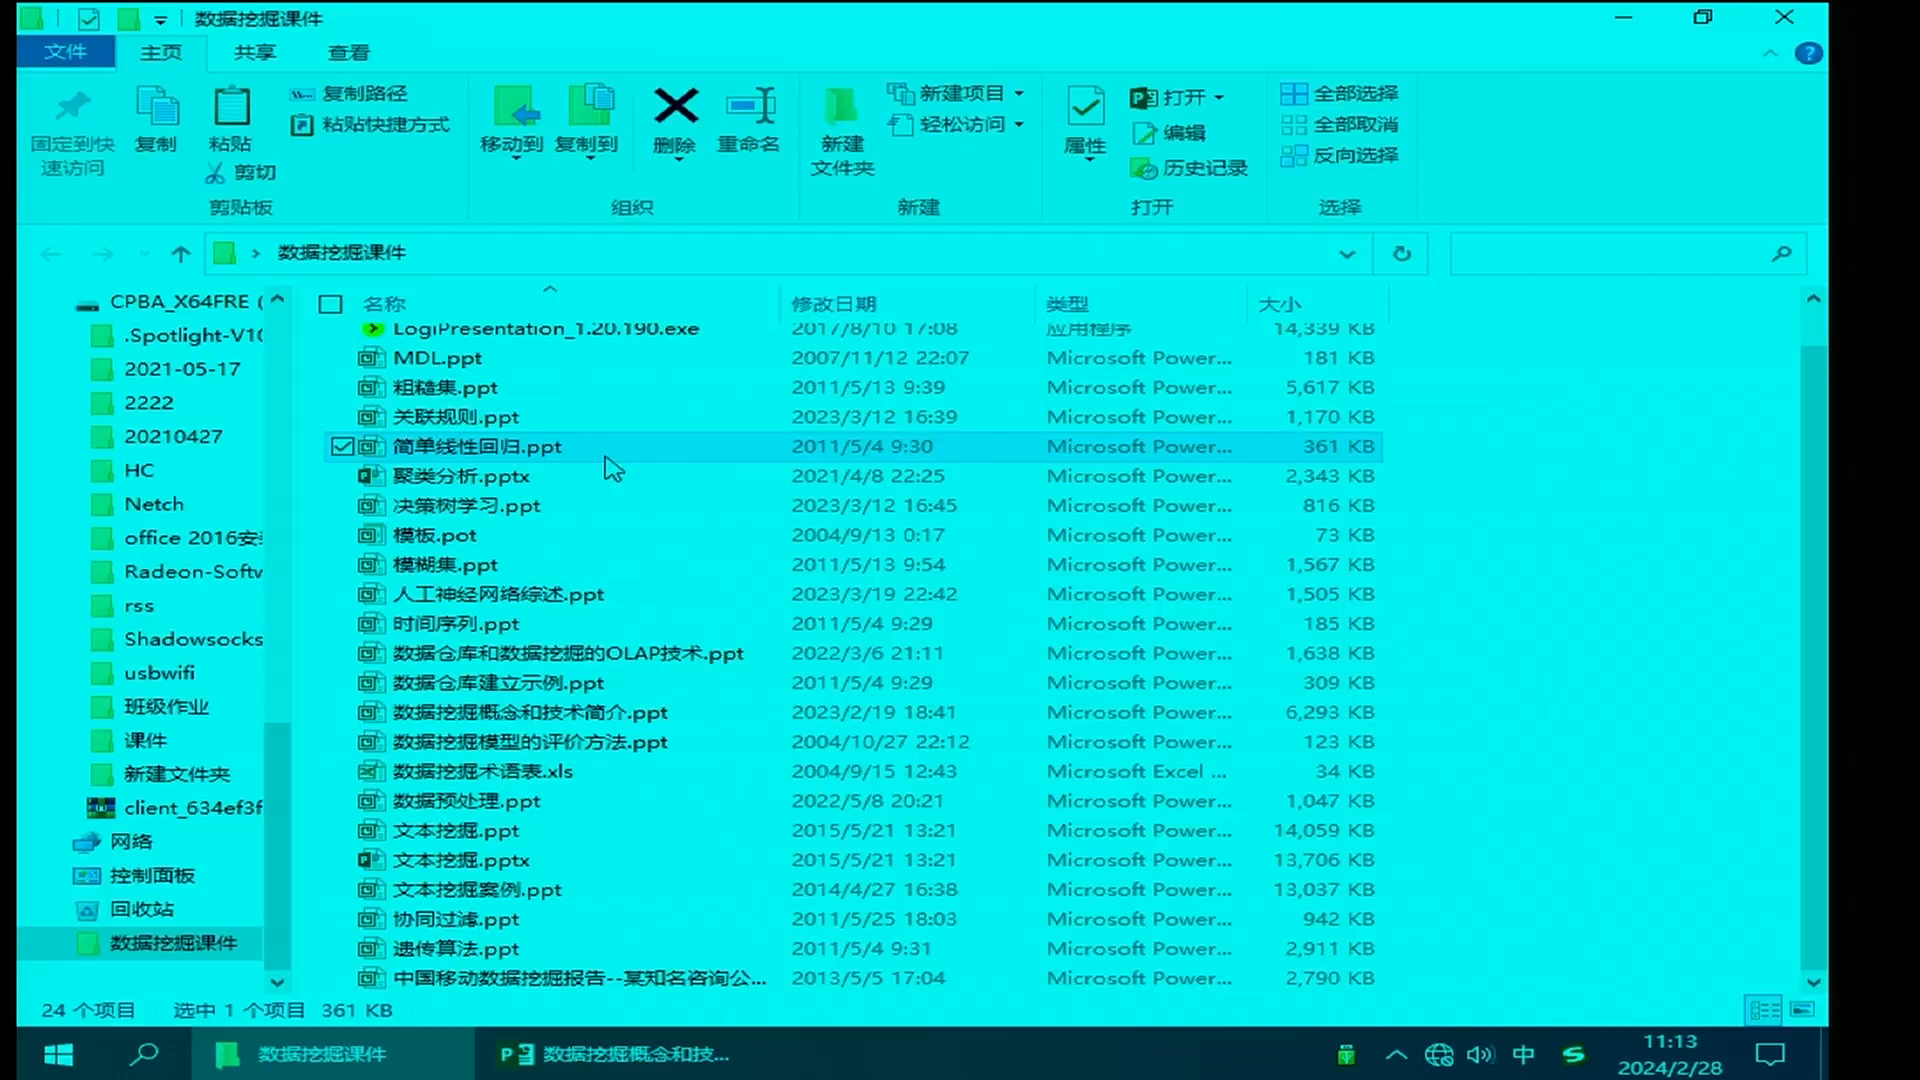 数据挖掘课件
文件 主页 共享 查看
固定到快速访问
复制
粘贴
复制路径
粘贴快捷方式
剪切
剪贴板
移动到
复制到
删除
重命名
组织
新建文件夹
新建项目
轻松访问
新建
属性
打开
编辑
历史记录
打开
全部选择
全部取消
反向选择
选择
数据挖掘课件
CPBA_X64FRE (
.Spotlight-V10
2021-05-17
2222
20210427
HC
Netch
office 2016安
Radeon-Softw
rss
Shadowsocks
usbwifi
班级作业
课件
新建文件夹
client_634ef3f
网络
控制面板
回收站
数据挖掘课件
名称 修改日期 类型 大小
LogiPresentation_1.20.190.exe 2017/8/10 17:08 应用程序 14,339 KB
MDL.ppt 2007/11/12 22:07 Microsoft Power... 181 KB
粗糙集.ppt 2011/5/13 9:39 Microsoft Power... 5,617 KB
关联规则.ppt 2023/3/12 16:39 Microsoft Power... 1,170 KB
简单线性回归.ppt 2011/5/4 9:30 Microsoft Power... 361 KB
聚类分析.pptx 2021/4/8 22:25 Microsoft Power... 2,343 KB
决策树学习.ppt 2023/3/12 16:45 Microsoft Power... 816 KB
模板.pot 2004/9/13 0:17 Microsoft Power... 73 KB
模糊集.ppt 2011/5/13 9:54 Microsoft Power... 1,567 KB
人工神经网络综述.ppt 2023/3/19 22:42 Microsoft Power... 1,505 KB
时间序列.ppt 2011/5/4 9:29 Microsoft Power... 185 KB
数据仓库和数据挖掘的OLAP技术.ppt 2022/3/6 21:11 Microsoft Power... 1,638 KB
数据仓库建立示例.ppt 2011/5/4 9:29 Microsoft Power... 309 KB
数据挖掘概念和技术简介.ppt 2023/2/19 18:41 Microsoft Power... 6,293 KB
数据挖掘模型的评价方法.ppt 2004/10/27 22:12 Microsoft Power... 123 KB
数据挖掘术语表.xls 2004/9/15 12:43 Microsoft Excel ... 34 KB
数据预处理.ppt 2022/5/8 20:21 Microsoft Power... 1,047 KB
文本挖掘.ppt 2015/5/21 13:21 Microsoft Power... 14,059 KB
文本挖掘.pptx 2015/5/21 13:21 Microsoft Power... 13,706 KB
文本挖掘案例.ppt 2014/4/27 16:38 Microsoft Power... 13,037 KB
协同过滤.ppt 2011/5/25 18:03 Microsoft Power... 942 KB
遗传算法.ppt 2011/5/4 9:31 Microsoft Power... 2,911 KB
中国移动数据挖掘报告--某知名咨询公... 2013/5/5 17:04 Microsoft Power... 2,790 KB
24 个项目 选中 1 个项目 361 KB
数据挖掘课件
数据挖掘概念和技...
中
11:13
2024/2/28